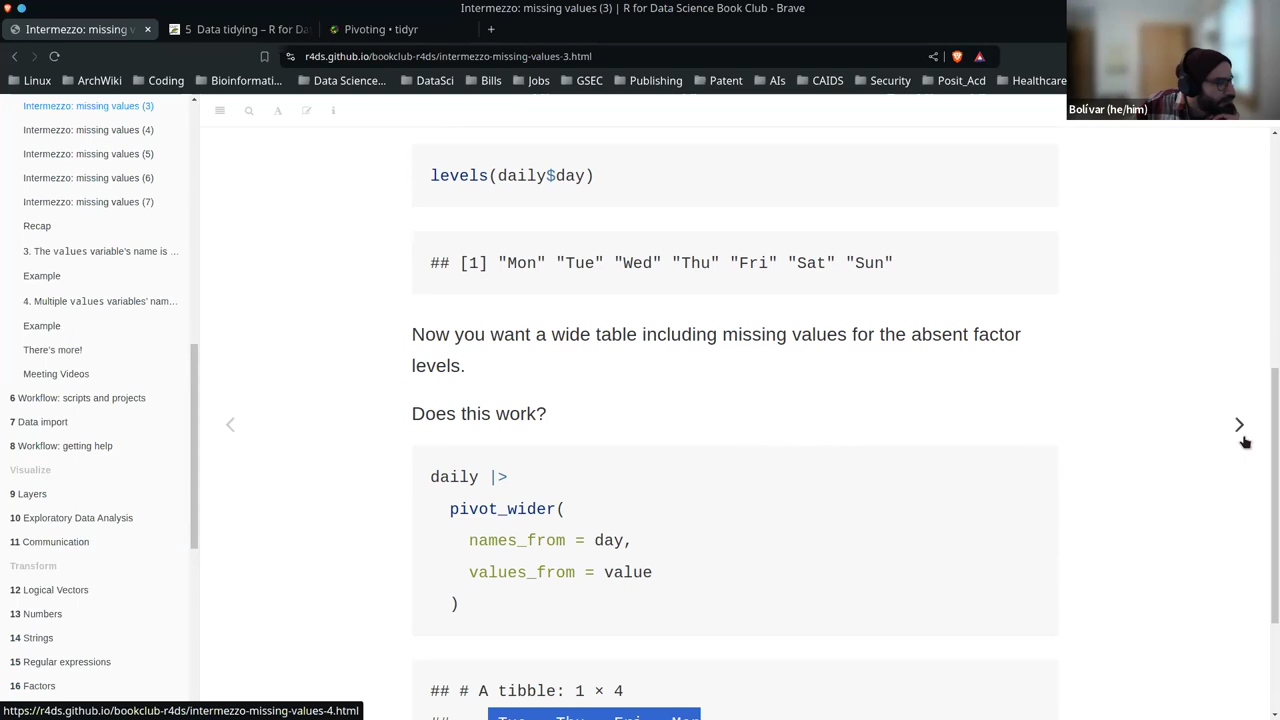 Intermezzo: missing values (3) | R for Data Science Book Club - Brave
Intermezzo: missing v
5 Data tidying – R for Da
Pivoting • tidyr
r4ds.github.io/bookclub-r4ds/intermezzo-missing-values-3.html
Linux
ArchWiki
Coding
Bioinformati...
Data Science...
DataSci
Bills
Jobs
GSEC
Publishing
Patent
AIs
CAIDS
Security
Posit_Acd
Healthcare
Bolívar (he/him)
Intermezzo: missing values (3)
Intermezzo: missing values (4)
Intermezzo: missing values (5)
Intermezzo: missing values (6)
Intermezzo: missing values (7)
Recap
3. The values variable's name is ...
Example
4. Multiple values variables' nam...
Example
There's more!
Meeting Videos
6 Workflow: scripts and projects
7 Data import
8 Workflow: getting help
Visualize
9 Layers
10 Exploratory Data Analysis
11 Communication
Transform
12 Logical Vectors
13 Numbers
14 Strings
15 Regular expressions
16 Factors
levels(daily$day)
## [1] "Mon" "Tue" "Wed" "Thu" "Fri" "Sat" "Sun"
Now you want a wide table including missing values for the absent factor
levels.
Does this work?
daily |>
pivot_wider(
names_from = day,
values_from = value
)
## # A tibble: 1 × 4
## Tue Thu Fri Mon
https://r4ds.github.io/bookclub-r4ds/intermezzo-missing-values-4.html